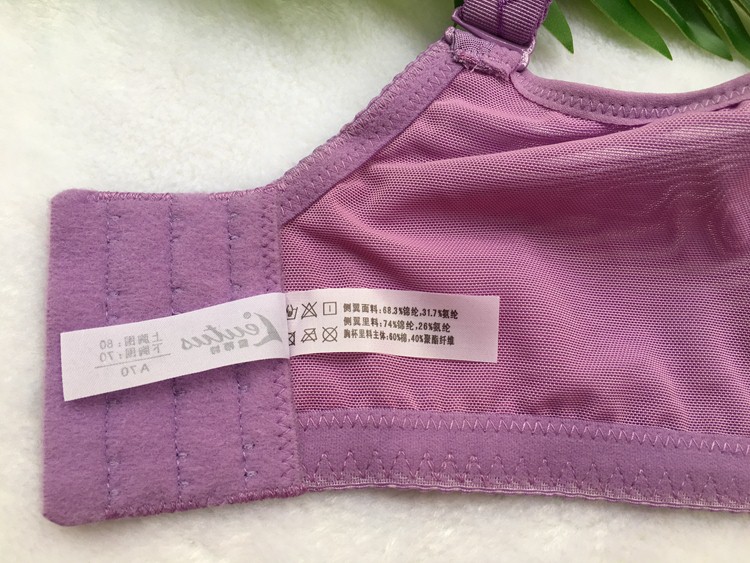 侧翼面料:68.3%锦纶,31.7%氨纶
侧翼里料:74%锦纶,26%氨纶
胸杯里料主体:60%棉,40%聚酯纤维
上胸围:
下胸围:70
A70